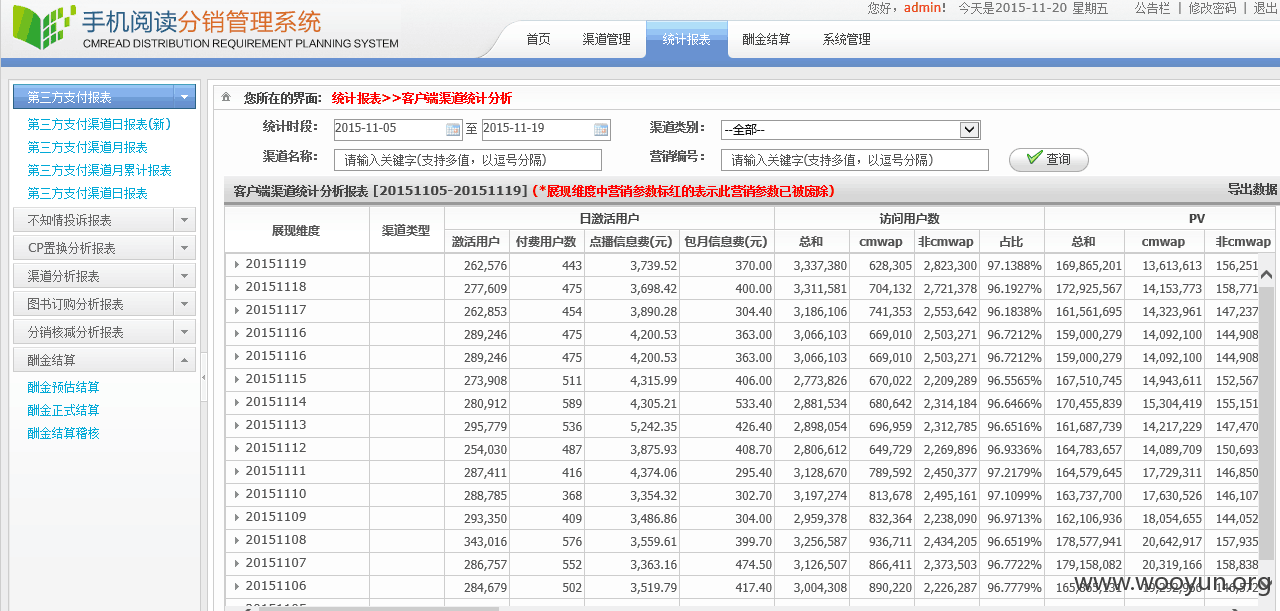 手机阅读分销管理系统
CMREAD DISTRIBUTION REQUIREMENT PLANNING SYSTEM
您好，admin! 今天是2015-11-20 星期五 公告栏 | 修改密码 | 退出
首页 渠道管理 统计报表 酬金结算 系统管理
第三方支付报表
第三方支付渠道日报表(新)
第三方支付渠道月报表
第三方支付渠道月累计报表
第三方支付渠道日报表
不知情投诉报表
CP置换分析报表
渠道分析报表
图书订购分析报表
分销核减分析报表
酬金结算
酬金预估结算
酬金正式结算
酬金结算稽核
您所在的界面: 统计报表>>客户端渠道统计分析
统计时段: 2015-11-05 至 2015-11-19 渠道类别: --全部--
渠道名称: 请输入关键字(支持多值，以逗号分隔) 营销编号: 请输入关键字(支持多值，以逗号分隔) 查询
客户端渠道统计分析报表 [20151105-20151119] (*展现维度中营销参数标红的表示此营销参数已被废除) 导出数据
展现维度 渠道类型 日激活用户 访问用户数 PV
激活用户 付费用户数 点播信息费(元) 包月信息费(元) 总和 cmwap 非cmwap 占比 总和 cmwap 非cmwap
20151119 262,576 443 3,739.52 370.00 3,337,380 628,305 2,823,300 97.1388% 169,865,201 13,613,613 156,251
20151118 277,609 475 3,698.42 400.00 3,311,581 704,132 2,721,378 96.1927% 172,925,567 14,153,773 158,771
20151117 262,853 454 3,890.28 304.40 3,186,106 741,353 2,553,642 96.1838% 161,561,695 14,323,961 147,237
20151116 289,246 475 4,200.53 363.00 3,066,103 669,010 2,503,271 96.7212% 159,000,279 14,092,100 144,908
20151116 289,246 475 4,200.53 363.00 3,066,103 669,010 2,503,271 96.7212% 159,000,279 14,092,100 144,908
20151115 273,908 511 4,315.99 406.00 2,773,826 670,022 2,209,289 96.5565% 167,510,745 14,943,611 152,567
20151114 280,912 589 4,305.21 533.40 2,881,534 680,642 2,314,184 96.6466% 170,455,839 15,304,419 155,151
20151113 295,779 536 5,242.35 426.40 2,898,054 696,959 2,312,785 96.6516% 161,687,739 14,217,229 147,470
20151112 254,030 487 3,875.93 408.70 2,806,612 649,729 2,269,896 96.9336% 164,783,657 14,089,709 150,693
20151111 287,411 416 4,374.06 295.40 3,128,670 789,592 2,450,377 97.2179% 164,579,645 17,729,311 146,850
20151110 288,785 368 3,354.32 302.70 3,197,274 813,678 2,495,161 97.1099% 163,737,700 17,630,526 146,107
20151109 293,350 409 3,486.86 304.00 2,959,378 832,364 2,238,090 96.9713% 162,106,936 18,054,655 144,052
20151108 343,016 576 3,559.61 399.70 3,256,587 936,711 2,434,205 96.6519% 178,577,941 20,642,917 157,935
20151107 286,757 552 3,363.16 474.50 3,126,507 866,411 2,373,503 96.7722% 179,158,082 20,319,166 158,838
20151106 284,679 502 3,519.79 417.40 3,004,308 890,220 2,226,287 96.7779%
www.wooyun.org